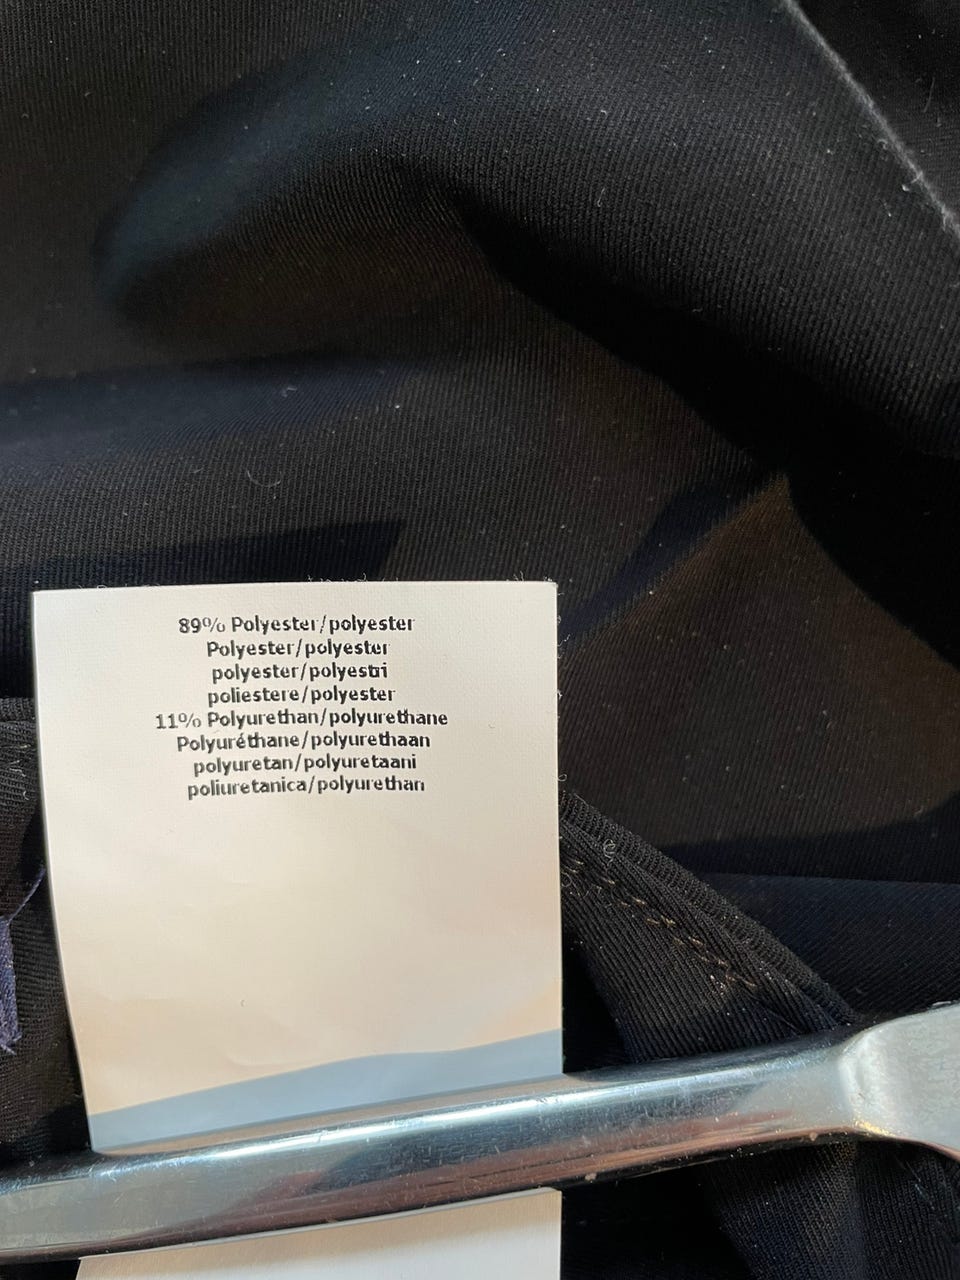 89% Polyester/polyester
Polyester/polyester
polyester/polyestri
poliestere/polyester
11% Polyurethan/polyurethane
Polyuréthane/polyurethaan
polyuretan/polyuretaani
poliuretanica/polyurethan